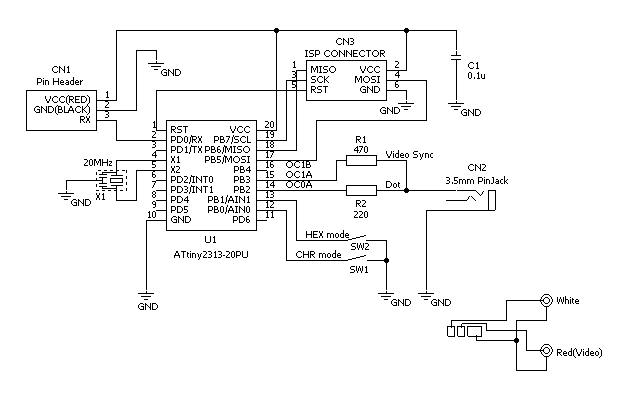 CN3
ISP CONNECTOR
1 MISO VCC 2
3 SCK MOSI 4
5 RST GND 6
GND
C1
0.1u
GND
CN1
Pin Header
VCC(RED) 1
GND(BLACK) 2
RX 3
GND
1 RST VCC 20
2 PD0/RX PB7/SCL 19
3 PD1/TX PB6/MISO 18
4 X1 PB5/MOSI 17
5 X2 PB4 16 OC1B
6 PD2/INT0 PB3 15 OC1A
7 PD3/INT1 PB2 14 OC0A
8 PD4 PB1/AIN1 13
9 PD5 PB0/AIN0 12
10 GND PD6 11
U1
ATtiny2313-20PU
20MHz
X1
GND
R1
470
Video Sync
Dot
R2
220
CN2
3.5mm PinJack
HEX mode
SW2
CHR mode
SW1
GND
GND
GND
White
Red(Video)